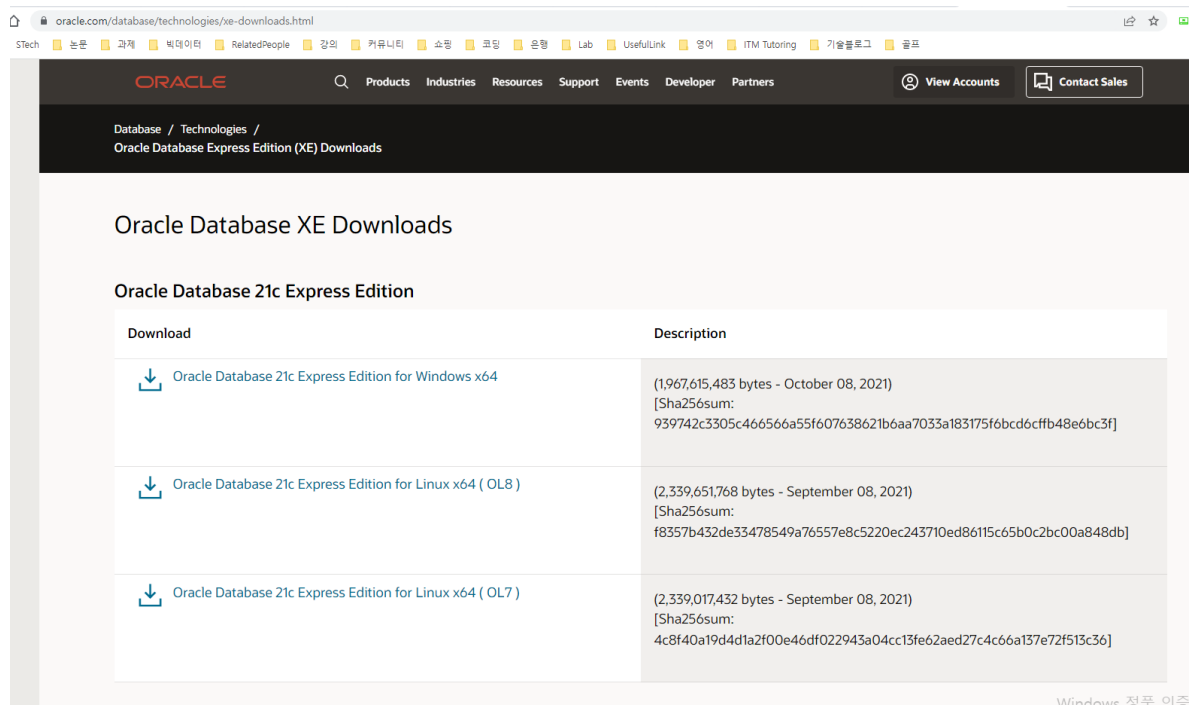 oracle.com/database/technologies/xe-downloads.html
STech 논문 과제 빅데이터 RelatedPeople 강의 커뮤니티 쇼핑 코딩 은행 Lab UsefulLink 영어 ITM Tutoring 기술블로그 골프
ORACLE Products Industries Resources Support Events Developer Partners View Accounts Contact Sales
Database / Technologies /
Oracle Database Express Edition (XE) Downloads
Oracle Database XE Downloads
Oracle Database 21c Express Edition
Download Description
Oracle Database 21c Express Edition for Windows x64
(1,967,615,483 bytes - October 08, 2021)
[Sha256sum:
939742c3305c466566a55f607638621b6aa7033a183175f6bcd6cffb48e6bc3f]
Oracle Database 21c Express Edition for Linux x64 ( OL8 )
(2,339,651,768 bytes - September 08, 2021)
[Sha256sum:
f8357b432de33478549a76557e8c5220ec243710ed86115c65b0c2bc00a848db]
Oracle Database 21c Express Edition for Linux x64 ( OL7 )
(2,339,017,432 bytes - September 08, 2021)
[Sha256sum:
4c8f40a19d4d1a2f00e46df022943a04cc13fe62aed27c4c66a137e72f513c36]
Windows 정품 인증